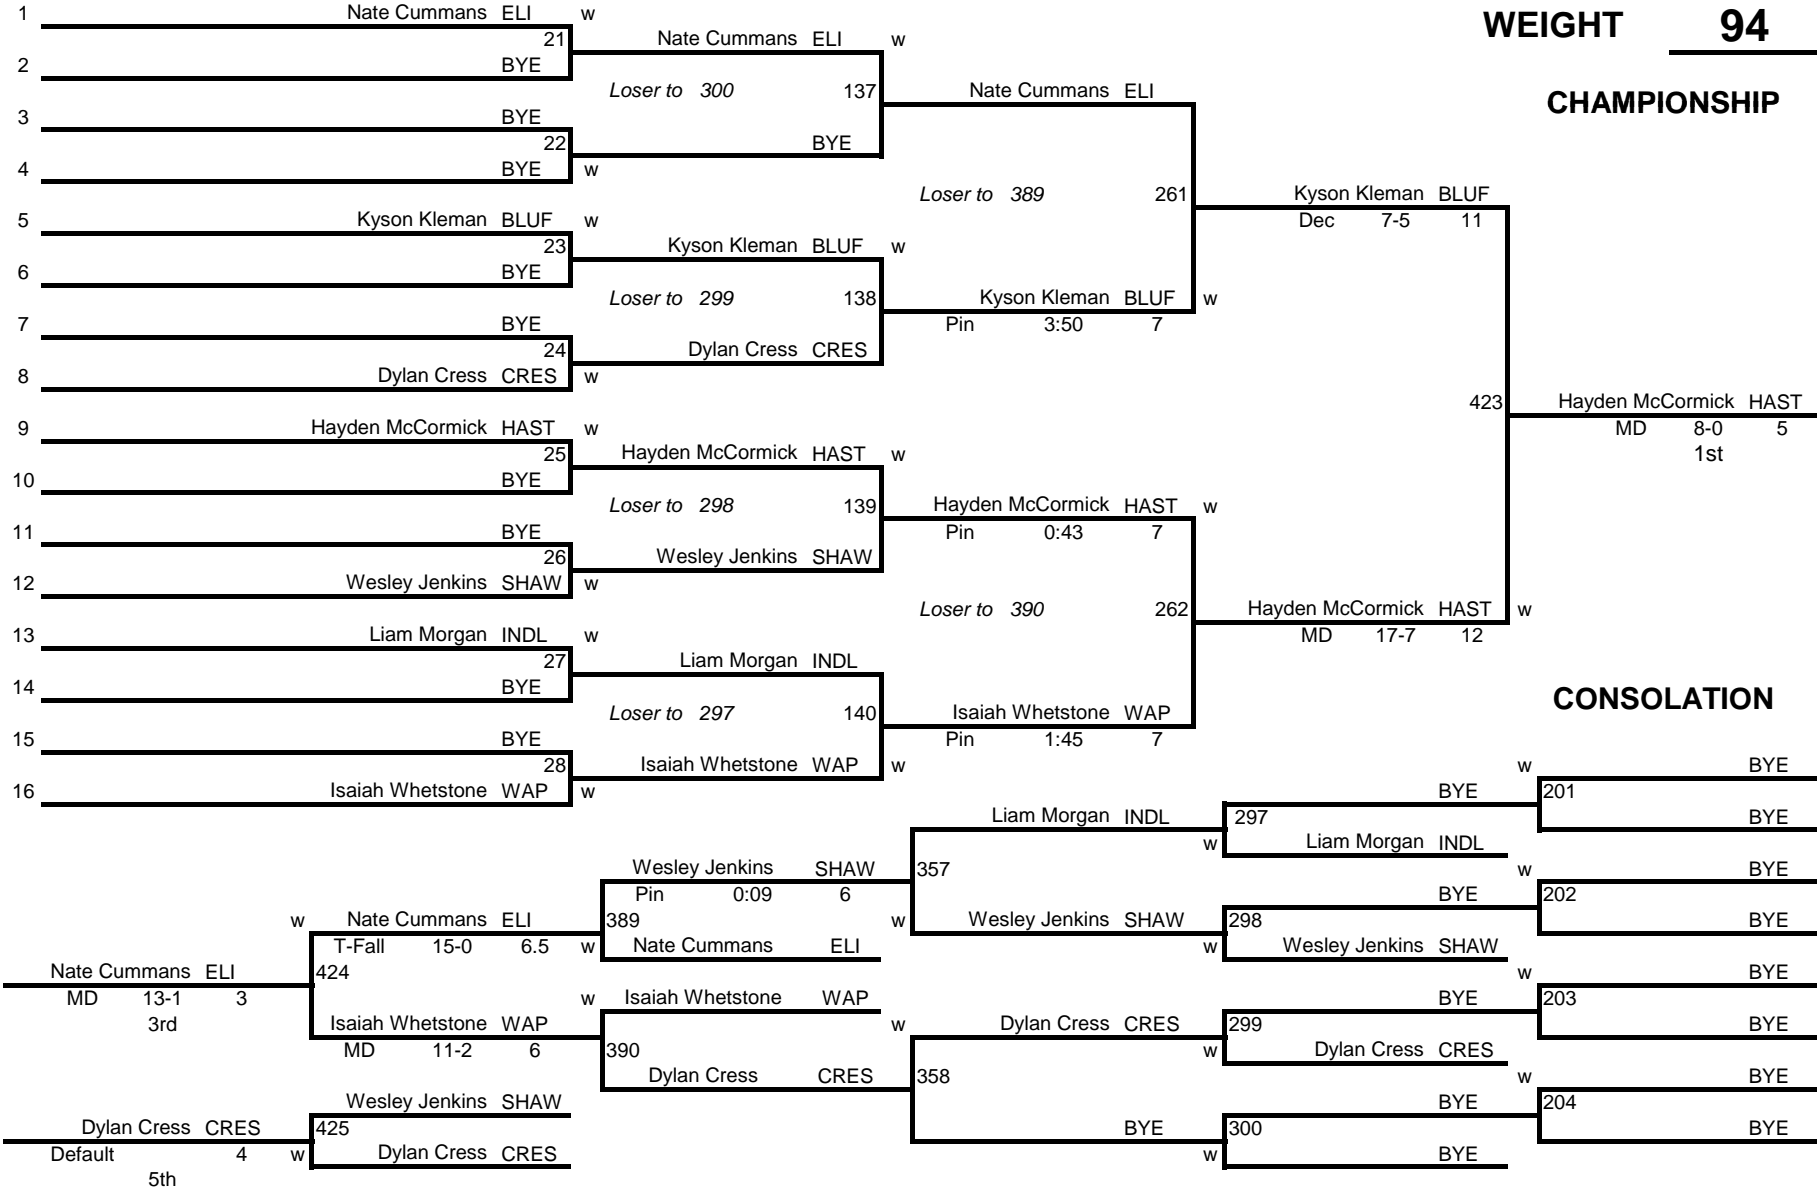 1 Nate Cummans ELI w
WEIGHT 94
21 Nate Cummans ELI w
2 BYE
Loser to 300 137 Nate Cummans ELI
CHAMPIONSHIP
3 BYE
22 BYE
4 BYE w
Loser to 389 261 Kyson Kleman BLUF
5 Kyson Kleman BLUF w
Dec 7-5 11
23 Kyson Kleman BLUF w
6 BYE
Loser to 299 138 Kyson Kleman BLUF w
7 BYE
Pin 3:50 7
24 Dylan Cress CRES
8 Dylan Cress CRES w
423 Hayden McCormick HAST
9 Hayden McCormick HAST w
MD 8-0 5
25 Hayden McCormick HAST w
1st
10 BYE
Loser to 298 139 Hayden McCormick HAST w
11 BYE
Pin 0:43 7
26 Wesley Jenkins SHAW
12 Wesley Jenkins SHAW w
Loser to 390 262 Hayden McCormick HAST w
13 Liam Morgan INDL w
MD 17-7 12
27 Liam Morgan INDL
14 BYE
CONSOLATION
Loser to 297 140 Isaiah Whetstone WAP
15 BYE
Pin 1:45 7
28 Isaiah Whetstone WAP w
w BYE
16 Isaiah Whetstone WAP w
BYE 201
Liam Morgan INDL 297 BYE
w Liam Morgan INDL
Wesley Jenkins SHAW 357
w BYE
Pin 0:09 6
BYE 202
w Nate Cummans ELI 389
w Wesley Jenkins SHAW 298 BYE
T-Fall 15-0 6.5 w Nate Cummans ELI
w Wesley Jenkins SHAW
Nate Cummans ELI 424
w BYE
MD 13-1 3
w Isaiah Whetstone WAP
BYE 203
3rd
Isaiah Whetstone WAP
w Dylan Cress CRES 299 BYE
MD 11-2 6 390
w Dylan Cress CRES
Dylan Cress CRES 358
w BYE
Wesley Jenkins SHAW
BYE 204
Dylan Cress CRES 425
BYE 300 BYE
Default 4 w Dylan Cress CRES
w BYE
5th